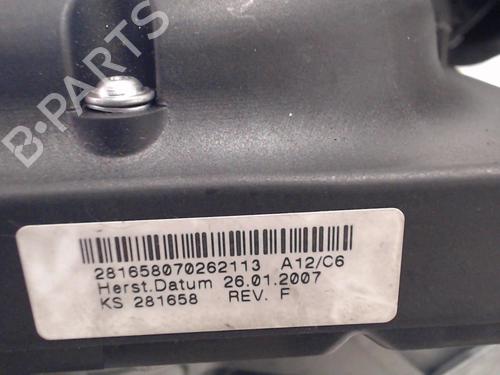 B-PARTS
281658070262113 A12/C6
Herst.Datum 26.01.2007
KS 281658 REV. F